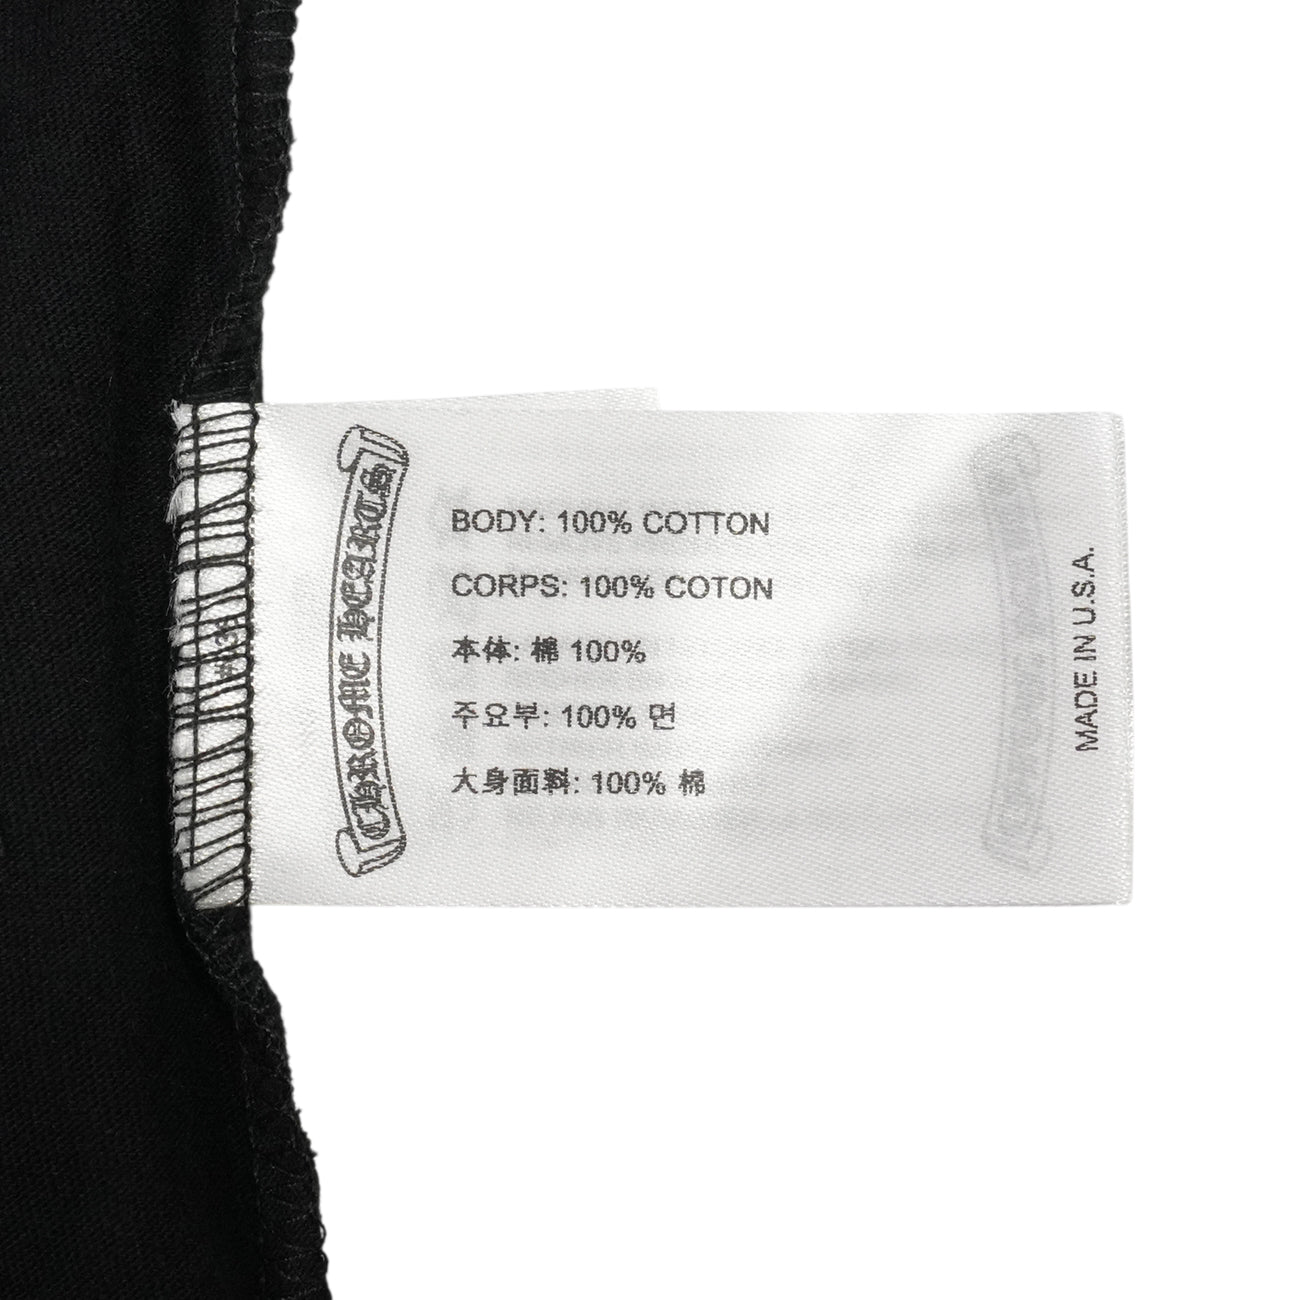 CHROME HEARTS
BODY: 100% COTTON
CORPS: 100% COTON
本体: 棉 100%
주요부: 100% 면
大身面料: 100% 棉
MADE IN U.S.A.